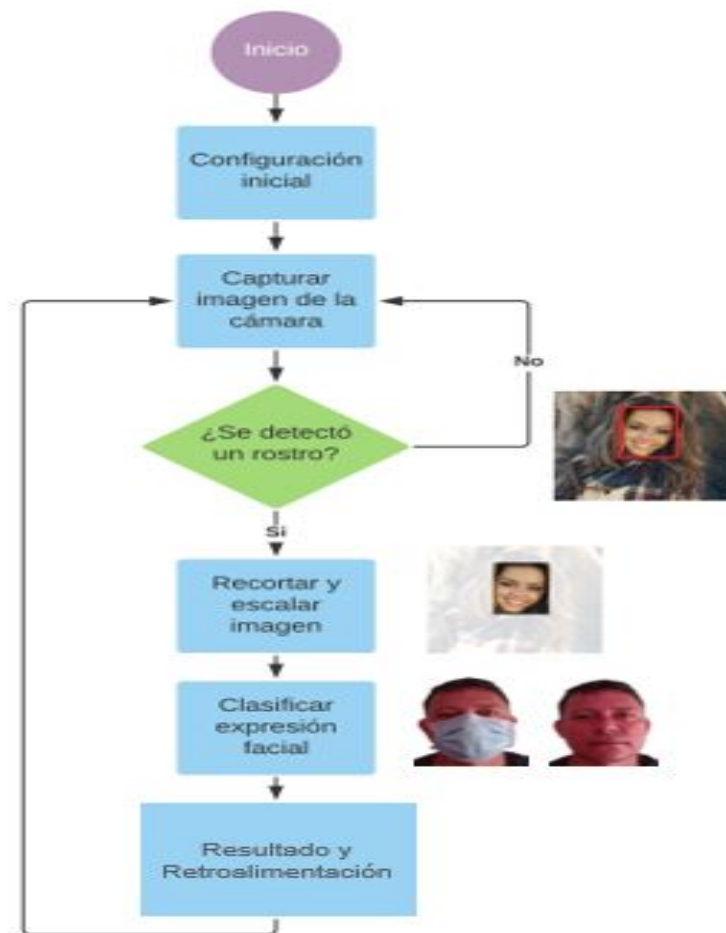 Inicio
Configuración
inicial
Capturar
imagen de la
cámara
No
¿Se detectó
un rostro?
Si
Recortar y
escalar
imagen
Clasificar
expresión
facial
Resultado y
Retroalimentación